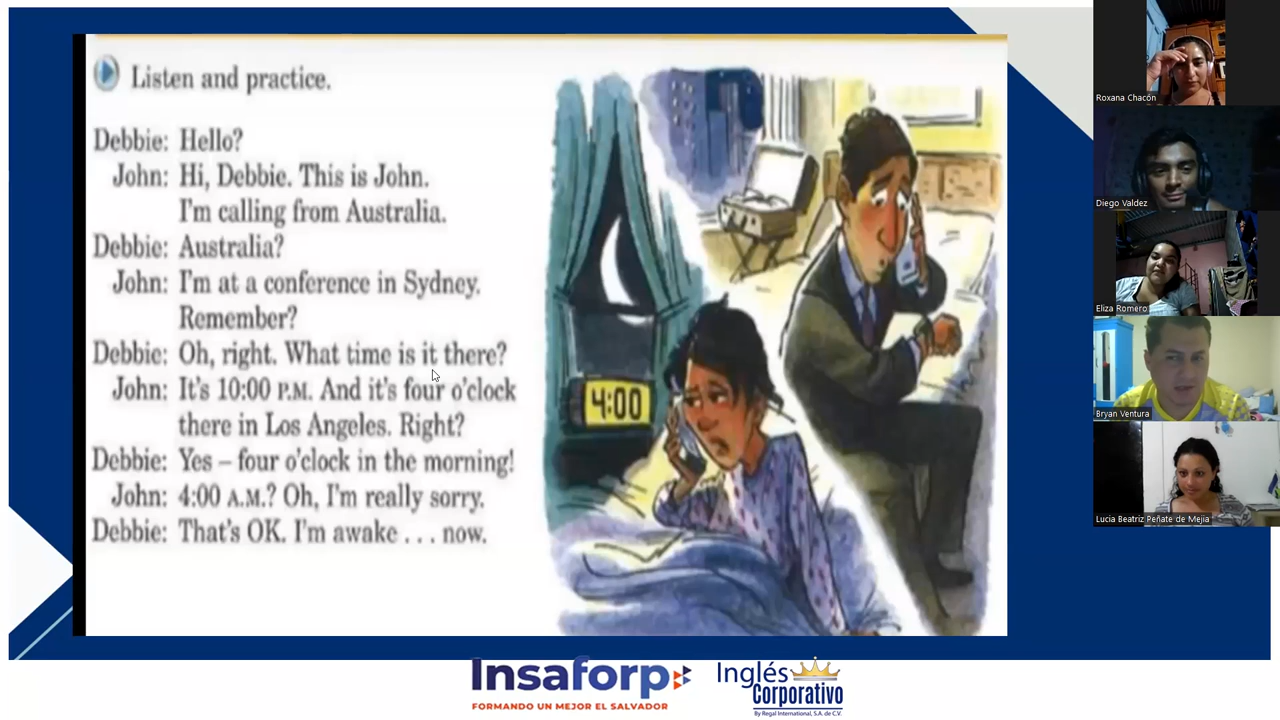 Listen and practice.
Debbie: Hello?
John: Hi, Debbie. This is John.
I'm calling from Australia.
Debbie: Australia?
John: I'm at a conference in Sydney.
Remember?
Debbie: Oh, right. What time is it there?
John: It's 10:00 P.M. And it's four o'clock
there in Los Angeles. Right?
Debbie: Yes – four o'clock in the morning!
John: 4:00 A.M.? Oh, I'm really sorry.
Debbie: That's OK. I'm awake . . . now.
4:00
Roxana Chacón
Diego Valdez
Eliza Romero
Bryan Ventura
Lucia Beatriz Peñate de Mejia
Insaforp
FORMANDO UN MEJOR EL SALVADOR
Inglés
Corporativo
By Regal International, S.A. de C.V.